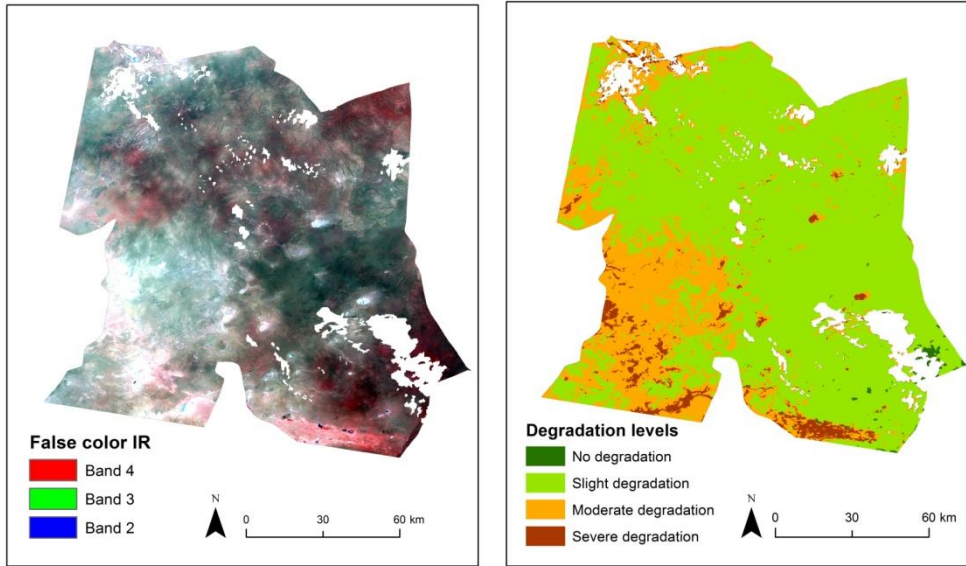 False color IR
Band 4
Band 3
Band 2
N
0 30 60 km
Degradation levels
No degradation
Slight degradation
Moderate degradation
Severe degradation
N
0 30 60 km